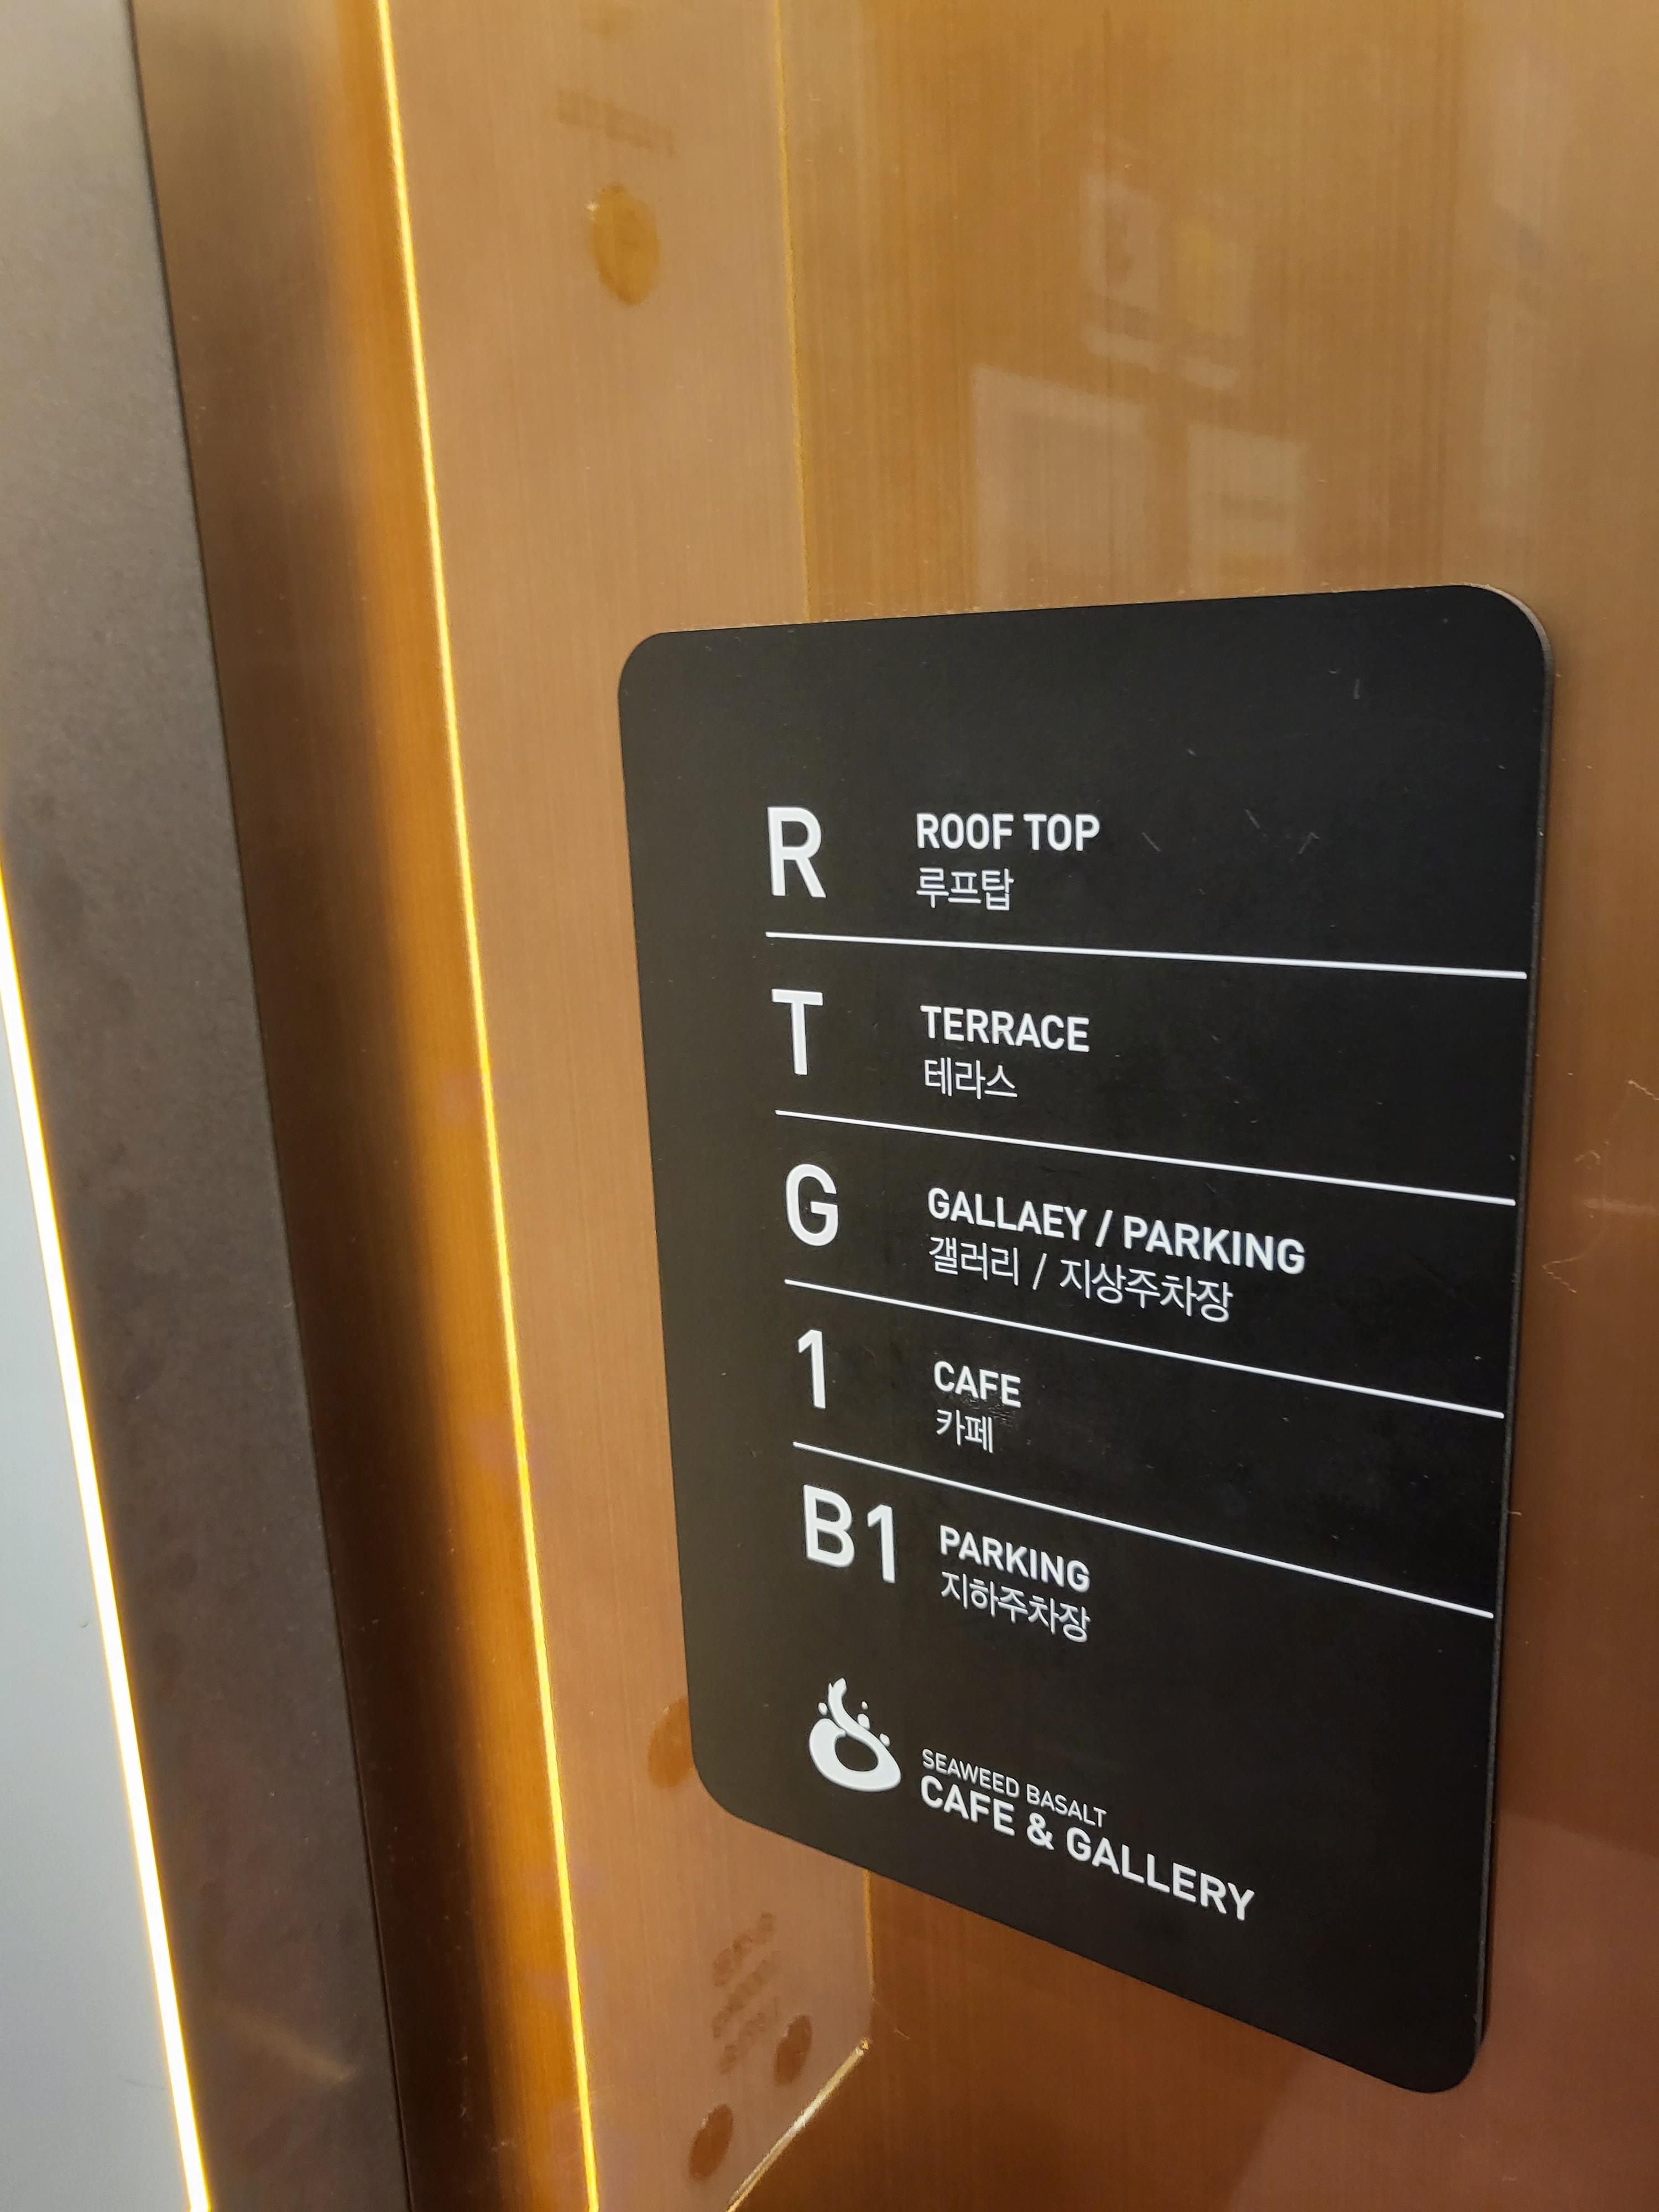 R
ROOF TOP
루프탑
T
TERRACE
테라스
G
GALLAEY / PARKING
갤러리 / 지상주차장
1
CAFE
카페
B1
PARKING
지하주차장
SEAWEED BASALT
CAFE & GALLERY